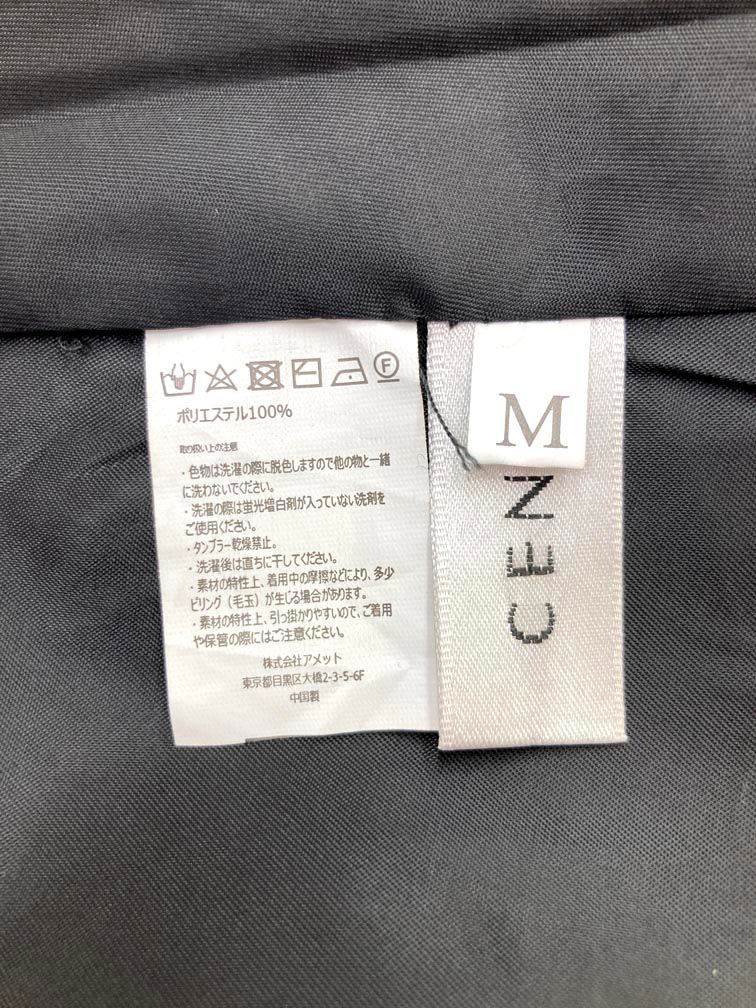 F
ポリエステル100%
取り扱い上の注意
・色物は洗濯の際に脱色しますので他の物と一緒
に洗わないでください。
・洗濯の際は蛍光増白剤が入っていない洗剤を
ご使用ください。
・タンブラー乾燥禁止。
・洗濯後は直ちに干してください。
・素材の特性上、着用中の摩擦などにより、多少
ピリング（毛玉）が生じる場合があります。
・素材の特性上、引っ掛かりやすいので、ご着用
や保管の際にはご注意ください。
株式会社アメット
東京都目黒区大橋2-3-5-6F
中国製
M
CEN